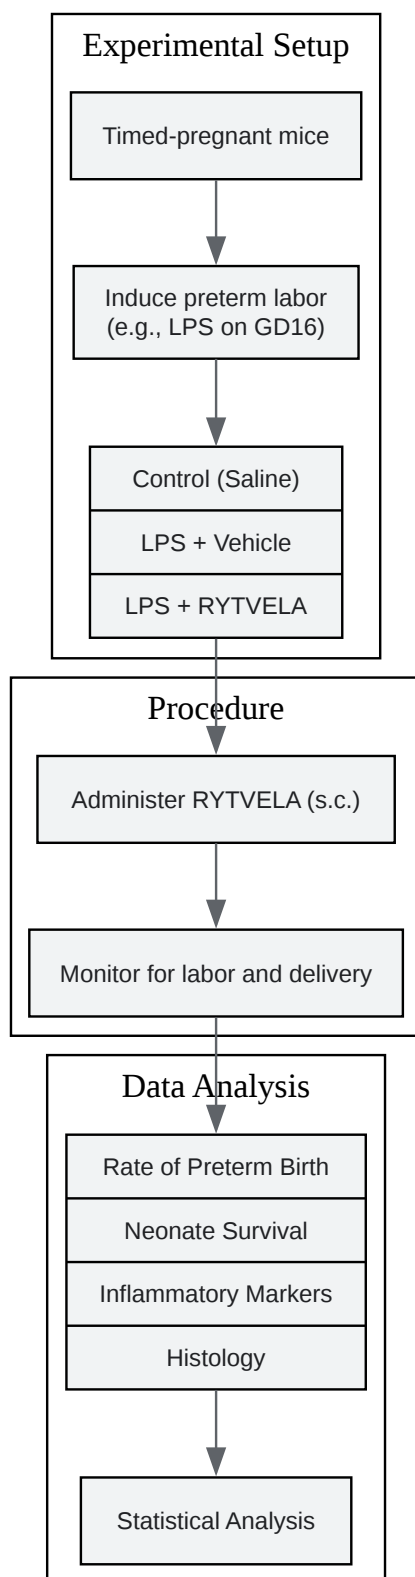 Experimental Setup
Timed-pregnant mice
Induce preterm labor
(e.g., LPS on GD16)
Control (Saline)
LPS + Vehicle
LPS + RYTVELA
Procedure
Administer RYTVELA (s.c.)
Monitor for labor and delivery
Data Analysis
Rate of Preterm Birth
Neonate Survival
Inflammatory Markers
Histology
Statistical Analysis